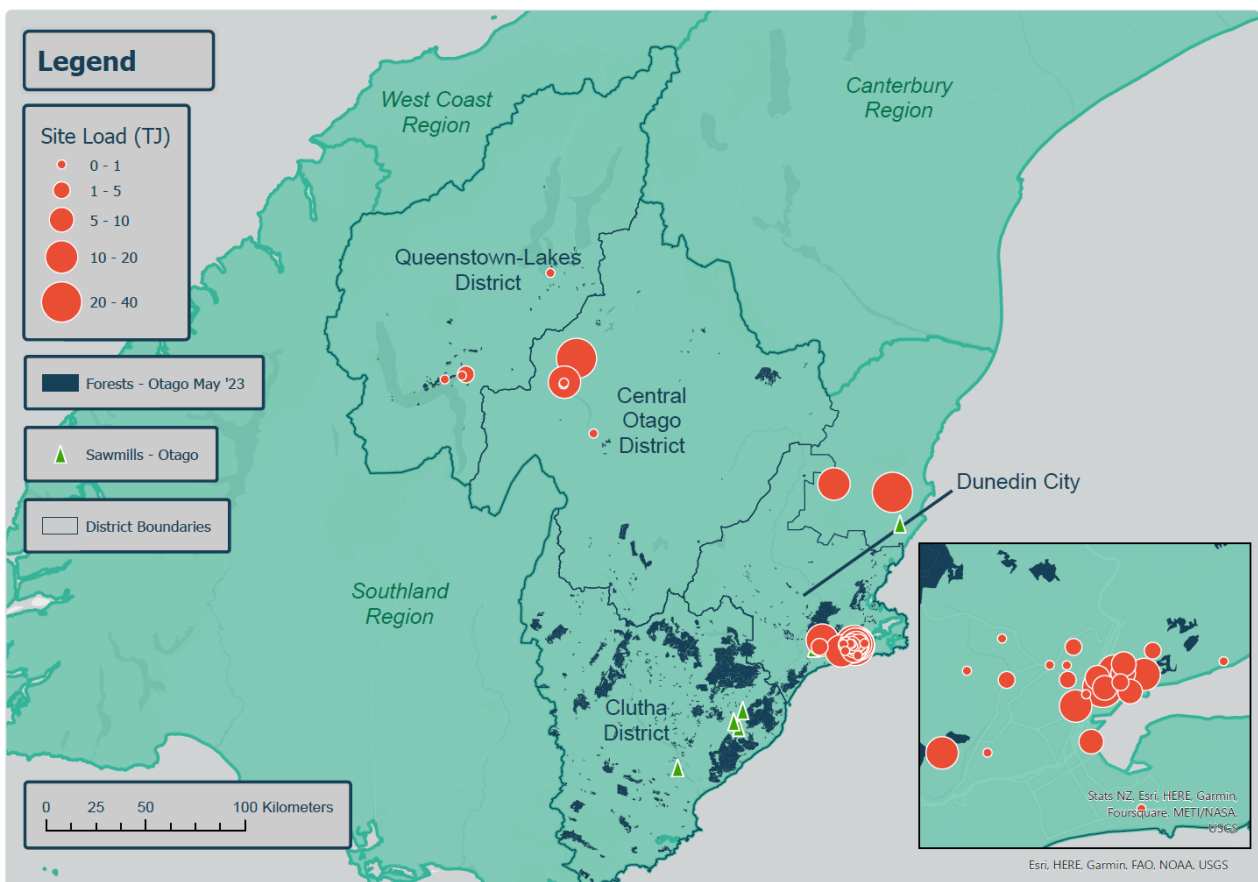 Legend
Site Load (TJ)
0 - 1
1 - 5
5 - 10
10 - 20
20 - 40
Forests - Otago May '23
Sawmills - Otago
District Boundaries
0 25 50 100 Kilometers
West Coast
Region
Canterbury
Region
Queenstown-Lakes
District
Central
Otago
District
Dunedin City
Southland
Region
Clutha
District
Stats NZ, Esri, HERE, Garmin,
Foursquare, METI/NASA,
USGS
Esri, HERE, Garmin, FAO, NOAA, USGS